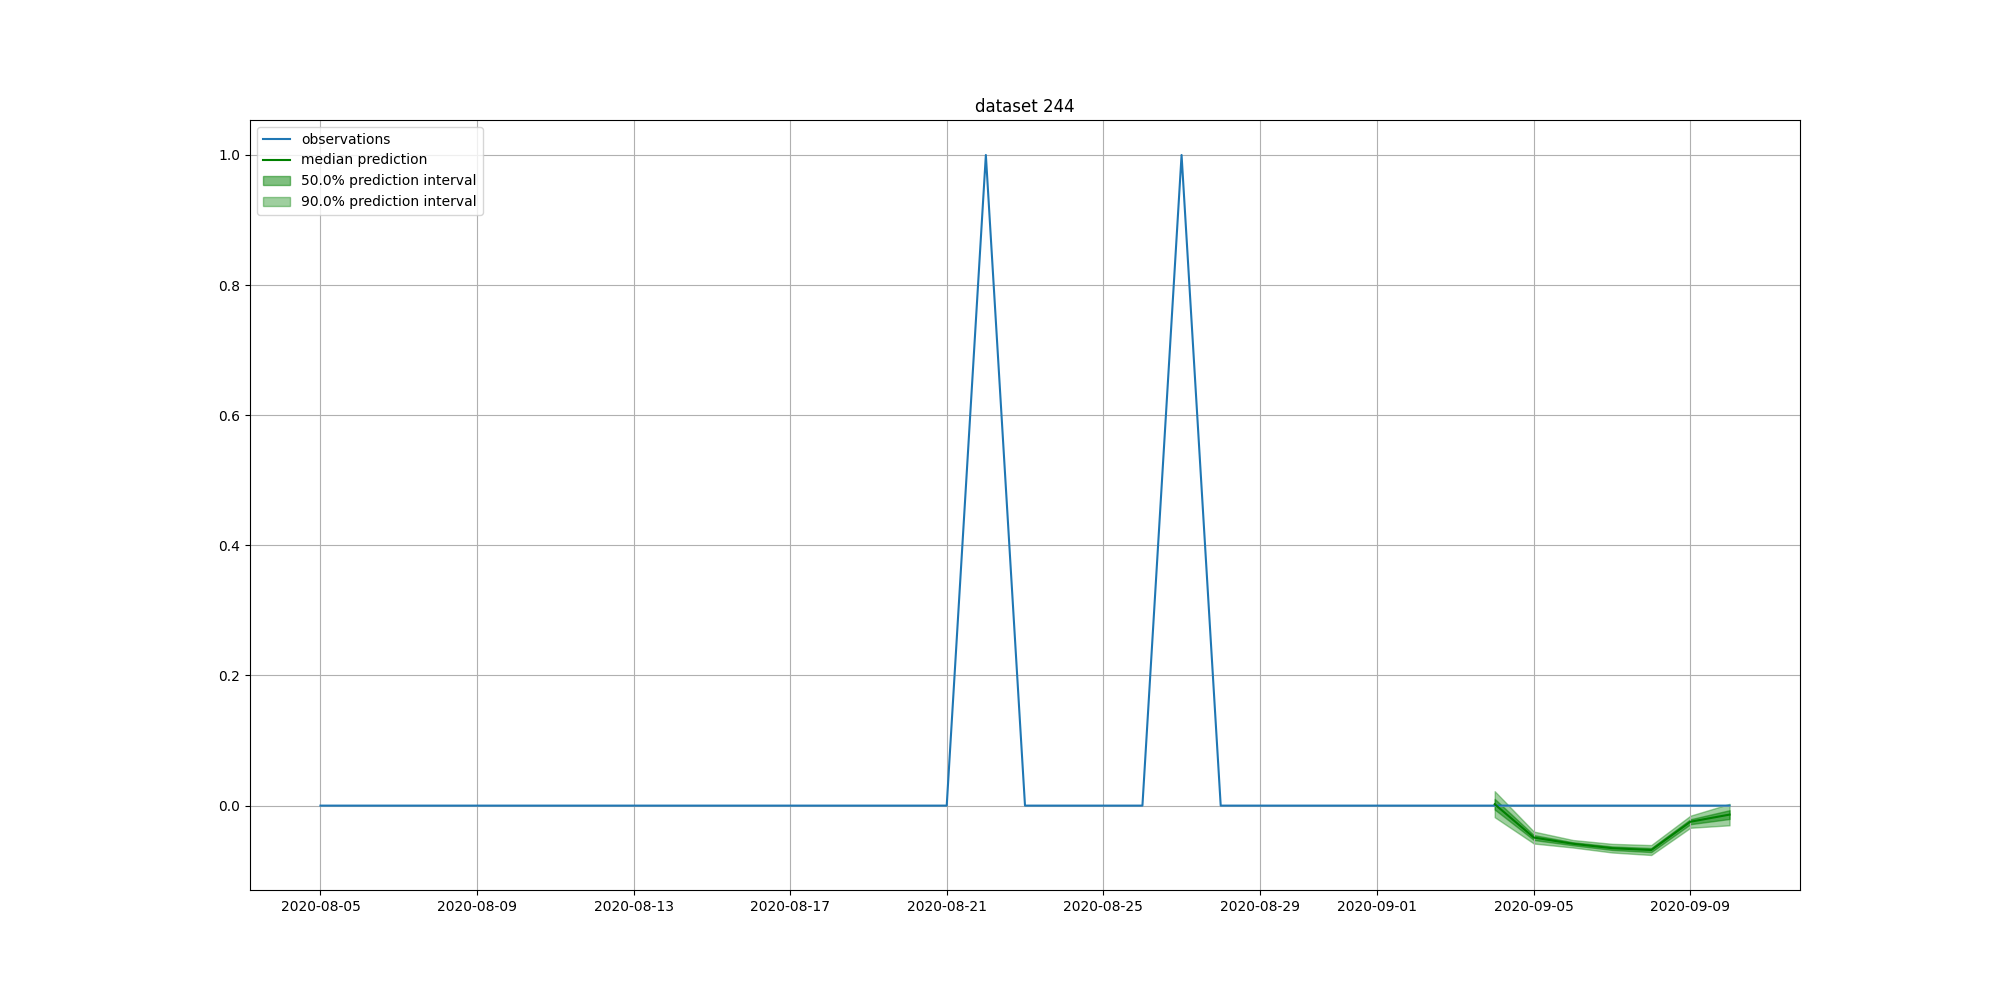 dataset 244
observations
median prediction
50.0% prediction interval
90.0% prediction interval
1.0
0.8
0.6
0.4
0.2
0.0
2020-08-05 2020-08-09 2020-08-13 2020-08-17 2020-08-21 2020-08-25 2020-08-29 2020-09-01 2020-09-05 2020-09-09